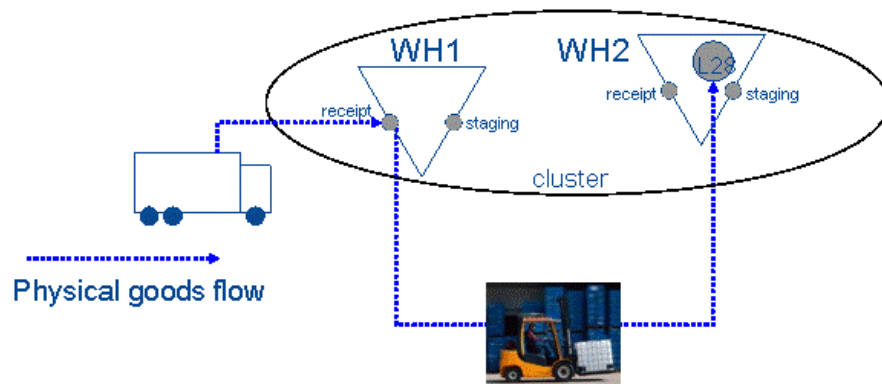 WH1
WH2
L28
receipt
staging
receipt
staging
cluster
Physical goods flow